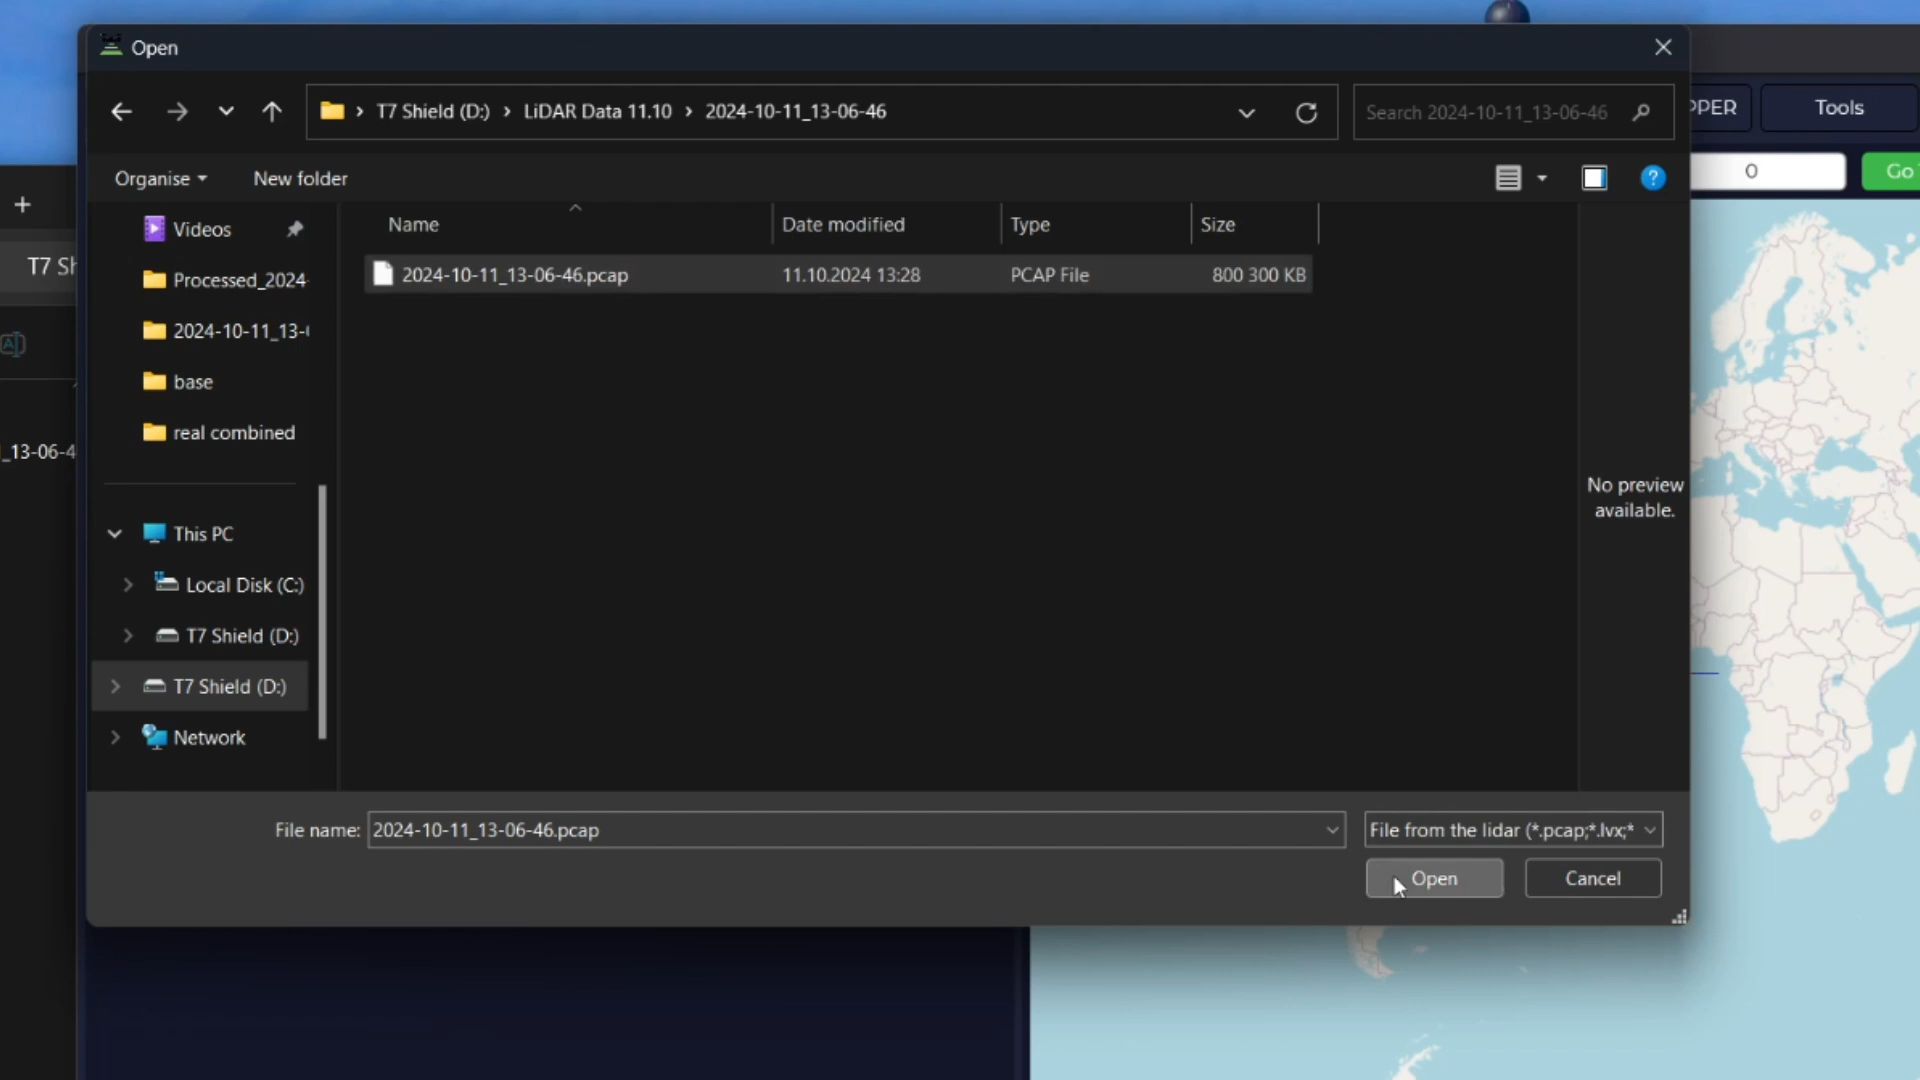 Open
T7 Shield (D:) › LiDAR Data 11.10 › 2024-10-11_13-06-46
Search 2024-10-11_13-06-46
PPER
Tools
Organise
New folder
0
Go
T7 Sh
Name
Date modified
Type
Size
Videos
2024-10-11_13-06-46.pcap
11.10.2024 13:28
PCAP File
800 300 KB
Processed_2024-
2024-10-11_13-
base
real combined
_13-06-4
No preview
available.
This PC
Local Disk (C:)
T7 Shield (D:)
T7 Shield (D:)
Network
File name:
2024-10-11_13-06-46.pcap
File from the lidar (*.pcap;*.lvx;*
Open
Cancel